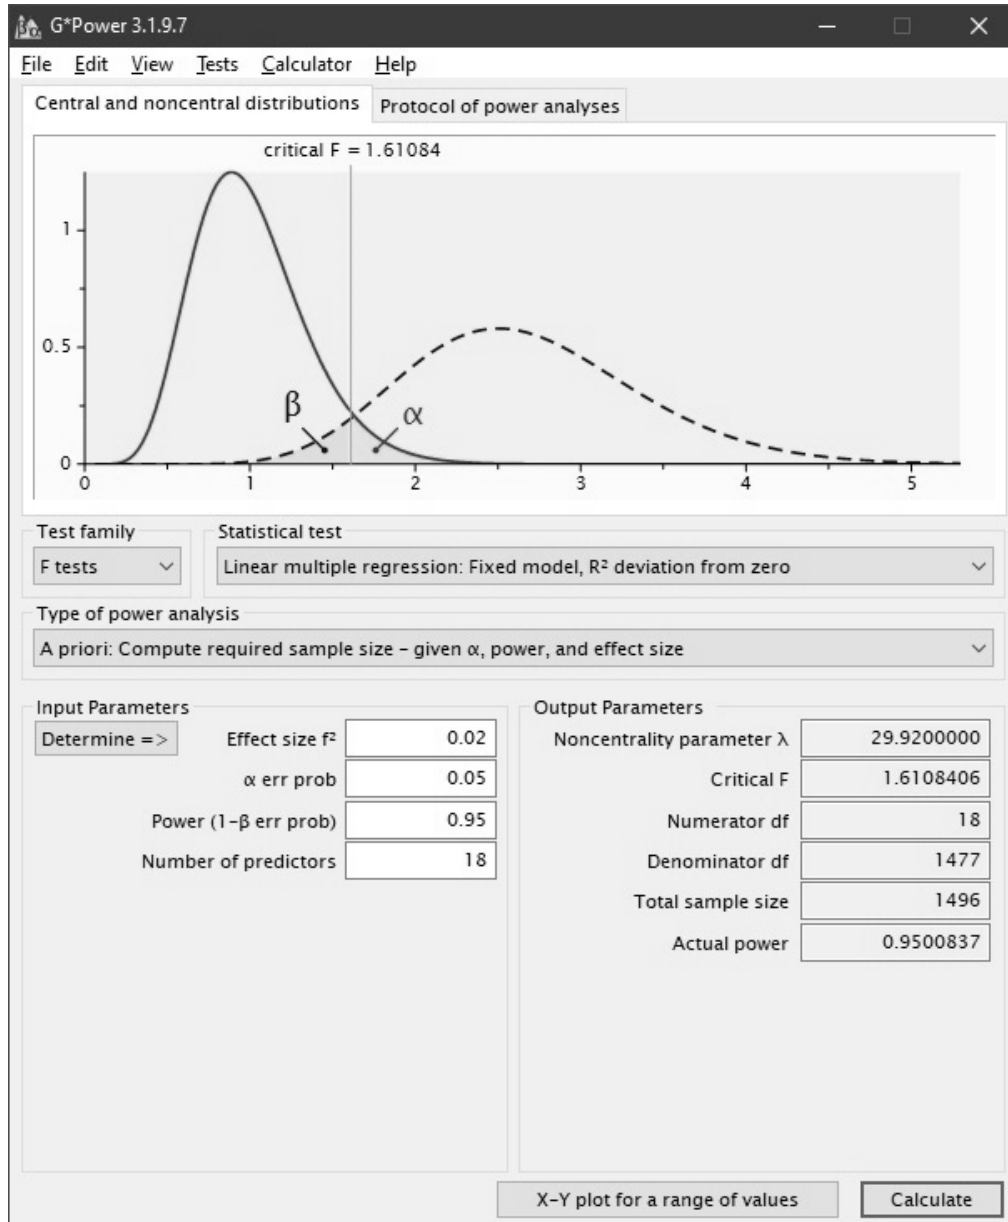 G*Power 3.1.9.7
File Edit View Tests Calculator Help
Central and noncentral distributions Protocol of power analyses
critical F = 1.61084
1
0.5
0
β α
0 1 2 3 4 5
Test family Statistical test
F tests Linear multiple regression: Fixed model, R² deviation from zero
Type of power analysis
A priori: Compute required sample size – given α, power, and effect size
Input Parameters
Determine => Effect size f² 0.02
α err prob 0.05
Power (1-β err prob) 0.95
Number of predictors 18
Output Parameters
Noncentrality parameter λ 29.9200000
Critical F 1.6108406
Numerator df 18
Denominator df 1477
Total sample size 1496
Actual power 0.9500837
X-Y plot for a range of values Calculate